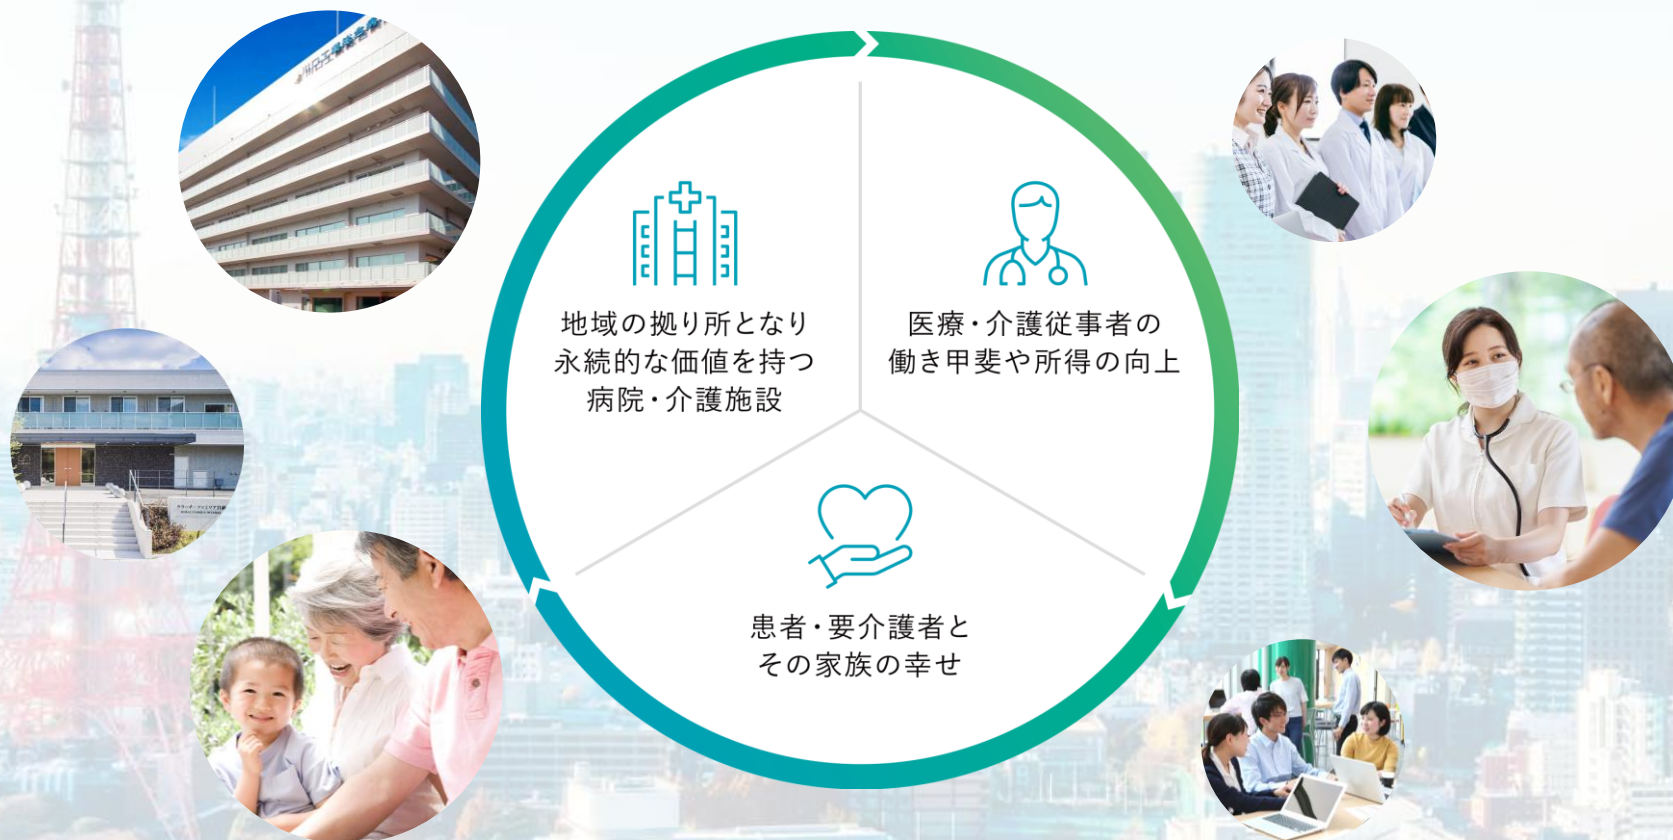 地域の拠り所となり
永続的な価値を持つ
病院・介護施設
医療・介護従事者の
働き甲斐や所得の向上
患者・要介護者と
その家族の幸せ